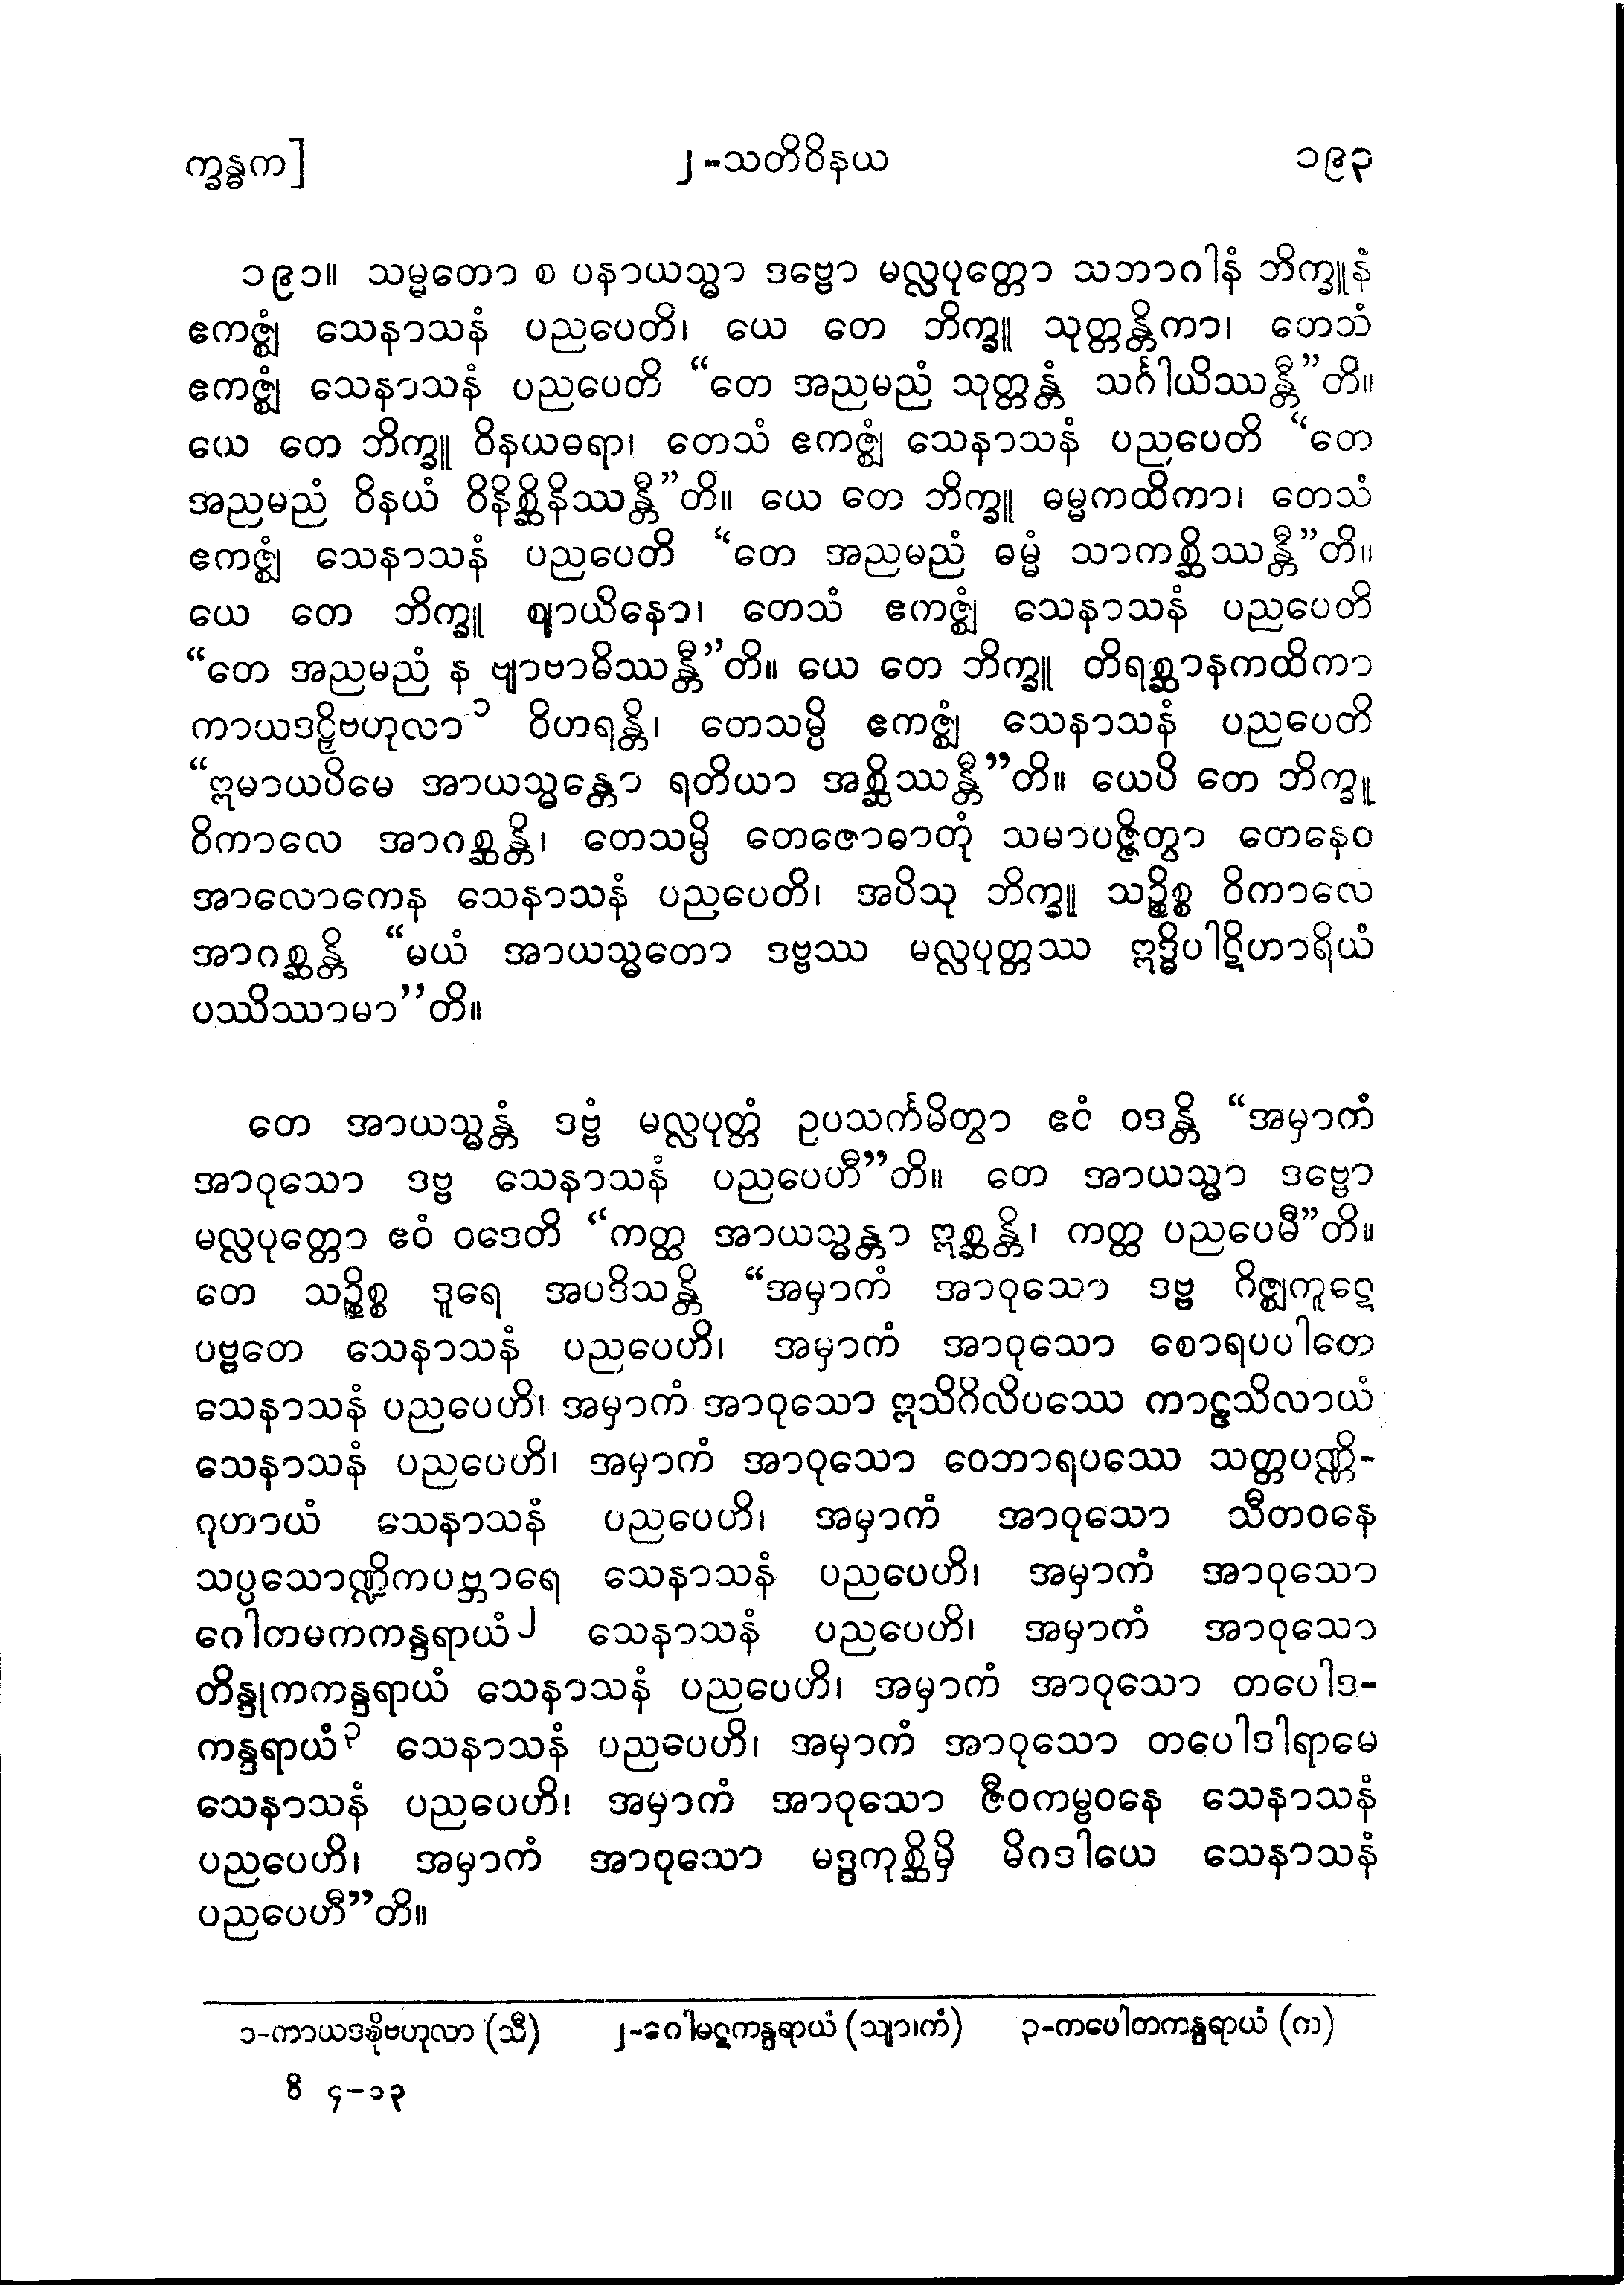 က္ခန္ဓက] ၂-သတိဝိနယ ၁၉၃
၁၉၁။ သမ္မတော စ ပနာယသ္မာ ဒဗ္ဗော မလ္လပုတ္တော သဘာဂါနံ ဘိက္ခူနံ
ဧကဇ္ဈံ သေနာသနံ ပညပေတိ၊ ယေ တေ ဘိက္ခူ သုတ္တန္တိကာ၊ တေသံ
ဧကဇ္ဈံ သေနာသနံ ပညပေတိ “တေ အညမညံ သုတ္တန္တံ သင်္ဂါယိဿန္တီ”တိ။
ယေ တေ ဘိက္ခူ ဝိနယဓရာ၊ တေသံ ဧကဇ္ဈံ သေနာသနံ ပညပေတိ “တေ
အညမညံ ဝိနယံ ဝိနိစ္ဆိနိဿန္တီ”တိ။ ယေ တေ ဘိက္ခူ ဓမ္မကထိကာ၊ တေသံ
ဧကဇ္ဈံ သေနာသနံ ပညပေတိ “တေ အညမညံ ဓမ္မံ သာကစ္ဆိဿန္တီ”တိ။
ယေ တေ ဘိက္ခူ ဈာယိနော၊ တေသံ ဧကဇ္ဈံ သေနာသနံ ပညပေတိ
“တေ အညမညံ န ဗျာဗာဓိဿန္တီ”တိ။ ယေ တေ ဘိက္ခူ တိရစ္ဆာနကထိကာ
ကာယဒဠှိဗဟုလာ၁ ဝိဟရန္တိ၊ တေသမ္ပိ ဧကဇ္ဈံ သေနာသနံ ပညပေတိ
“ဣမာယပိမေ အာယသ္မန္တော ရတိယာ အစ္ဆိဿန္တီ”တိ။ ယေပိ တေ ဘိက္ခူ
ဝိကာလေ အာဂစ္ဆန္တိ၊ တေသမ္ပိ တေဇောဓာတုံ သမာပဇ္ဇိတွာ တေနေဝ
အာလောကေန သေနာသနံ ပညပေတိ၊ အပိသု ဘိက္ခူ သဉ္စိစ္စ ဝိကာလေ
အာဂစ္ဆန္တိ “မယံ အာယသ္မတော ဒဗ္ဗဿ မလ္လပုတ္တဿ ဣဒ္ဓိပါဋိဟာရိယံ
ပဿိဿာမာ”တိ။
တေ အာယသ္မန္တံ ဒဗ္ဗံ မလ္လပုတ္တံ ဥပသင်္ကမိတွာ ဧဝံ ဝဒန္တိ “အမှာကံ
အာဝုသော ဒဗ္ဗ သေနာသနံ ပညပေဟီ”တိ။ တေ အာယသ္မာ ဒဗ္ဗော
မလ္လပုတ္တော ဧဝံ ဝဒေတိ “ကတ္ထ အာယသ္မန္တာ ဣစ္ဆန္တိ၊ ကတ္ထ ပညပေမီ”တိ။
တေ သဉ္စိစ္စ ဒူရေ အပဒိသန္တိ “အမှာကံ အာဝုသော ဒဗ္ဗ ဂိဇ္ဈကူဋေ
ပဗ္ဗတေ သေနာသနံ ပညပေဟိ၊ အမှာကံ အာဝုသော စောရပပါတေ
သေနာသနံ ပညပေဟိ၊ အမှာကံ အာဝုသော ဣသိဂိလိပဿေ ကာဠသိလာယံ
သေနာသနံ ပညပေဟိ၊ အမှာကံ အာဝုသော ဝေဘာရပဿေ သတ္တပဏ္ဏိ-
ဂုဟာယံ သေနာသနံ ပညပေဟိ၊ အမှာကံ အာဝုသော သီတဝနေ
သပ္ပသောဏ္ဍိကပဗ္ဘာရေ သေနာသနံ ပညပေဟိ၊ အမှာကံ အာဝုသော
ဂေါတမကကန္ဒရာယံ၂ သေနာသနံ ပညပေဟိ၊ အမှာကံ အာဝုသော
တိန္ဒုကကန္ဒရာယံ သေနာသနံ ပညပေဟိ၊ အမှာကံ အာဝုသော တပေါဒ-
ကန္ဒရာယံ၃ သေနာသနံ ပညပေဟိ၊ အမှာကံ အာဝုသော တပေါဒါရာမေ
သေနာသနံ ပညပေဟိ၊ အမှာကံ အာဝုသော ဇီဝကမ္ဗဝနေ သေနာသနံ
ပညပေဟိ၊ အမှာကံ အာဝုသော မဒ္ဒကုစ္ဆိမှိ မိဂဒါယေ သေနာသနံ
ပညပေဟီ”တိ။
၁-ကာယဒဍ္ဎိဗဟုလာ (သီ) ၂-ဂေါမဋကန္ဒရာယံ (သျာ၊ကံ) ၃-ကပေါတကန္ဒရာယံ (က)
ဝိ ၄-၁၃